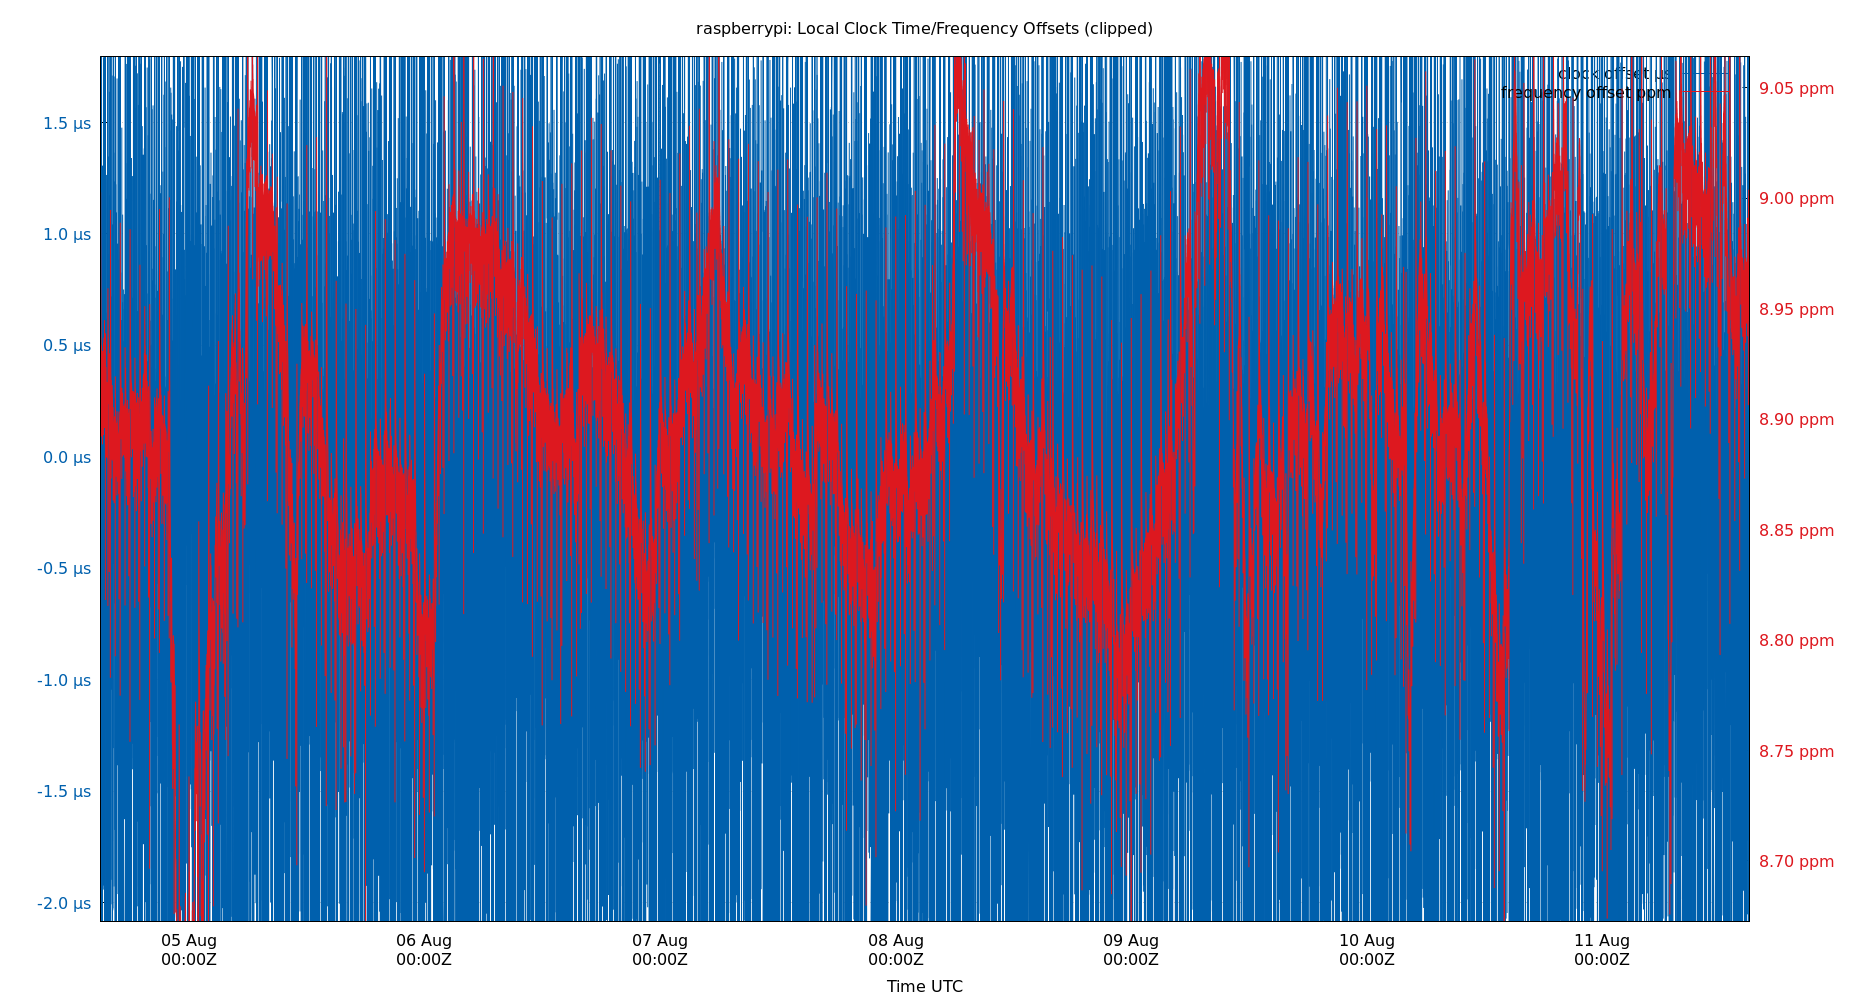 raspberrypi: Local Clock Time/Frequency Offsets (clipped)
clock offset µs
frequency offset ppm
1.5 µs
1.0 µs
0.5 µs
0.0 µs
-0.5 µs
-1.0 µs
-1.5 µs
-2.0 µs
9.05 ppm
9.00 ppm
8.95 ppm
8.90 ppm
8.85 ppm
8.80 ppm
8.75 ppm
8.70 ppm
05 Aug
00:00Z
06 Aug
00:00Z
07 Aug
00:00Z
08 Aug
00:00Z
09 Aug
00:00Z
10 Aug
00:00Z
11 Aug
00:00Z
Time UTC